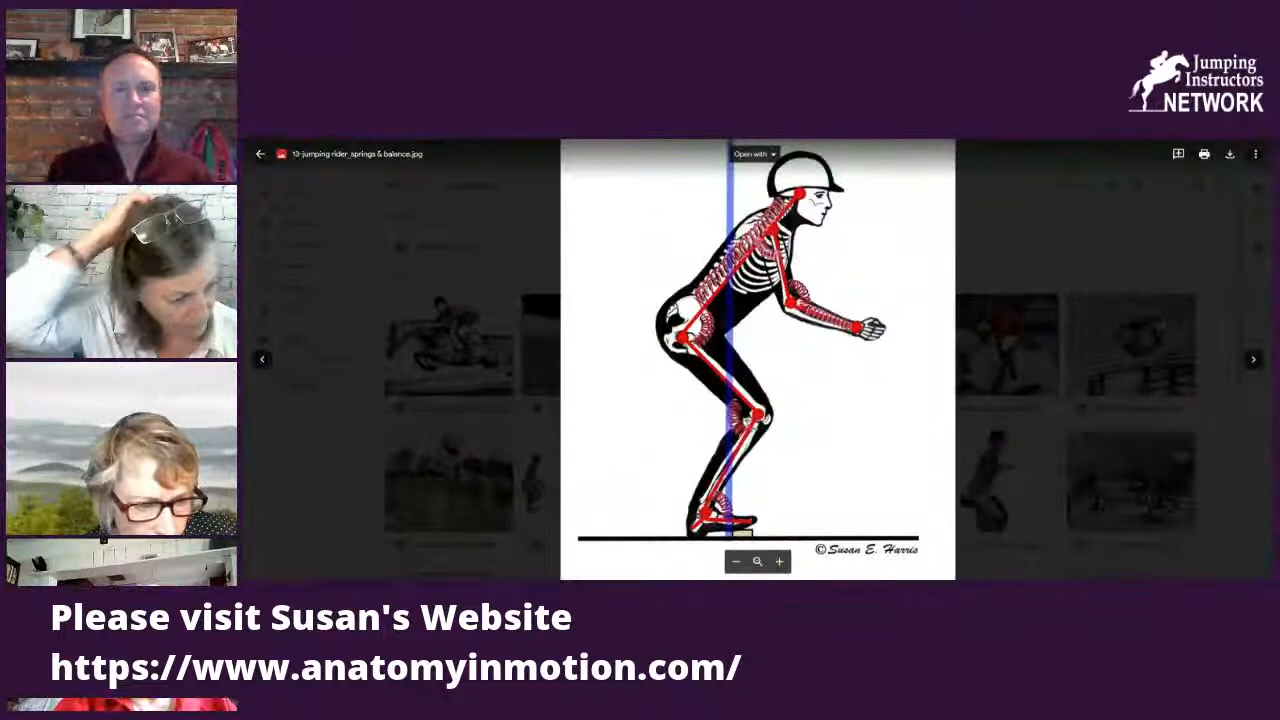 Jumping
Instructors
NETWORK
13-jumping rider_springs & balance.jpg
Open with
©Susan E. Harris
Please visit Susan's Website
https://www.anatomyinmotion.com/